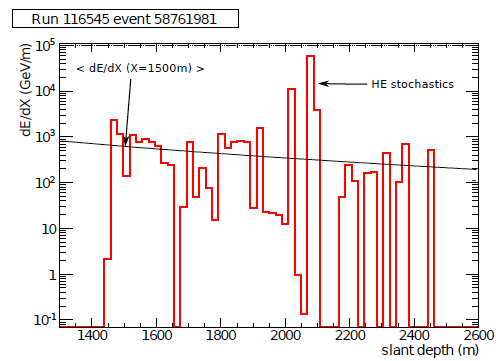 Run 116545 event 58761981
dE/dX (GeV/m)
10^5
10^4
10^3
10^2
10
1
10^-1
< dE/dX (X=1500m) >
HE stochastics
1400 1600 1800 2000 2200 2400 2600
slant depth (m)